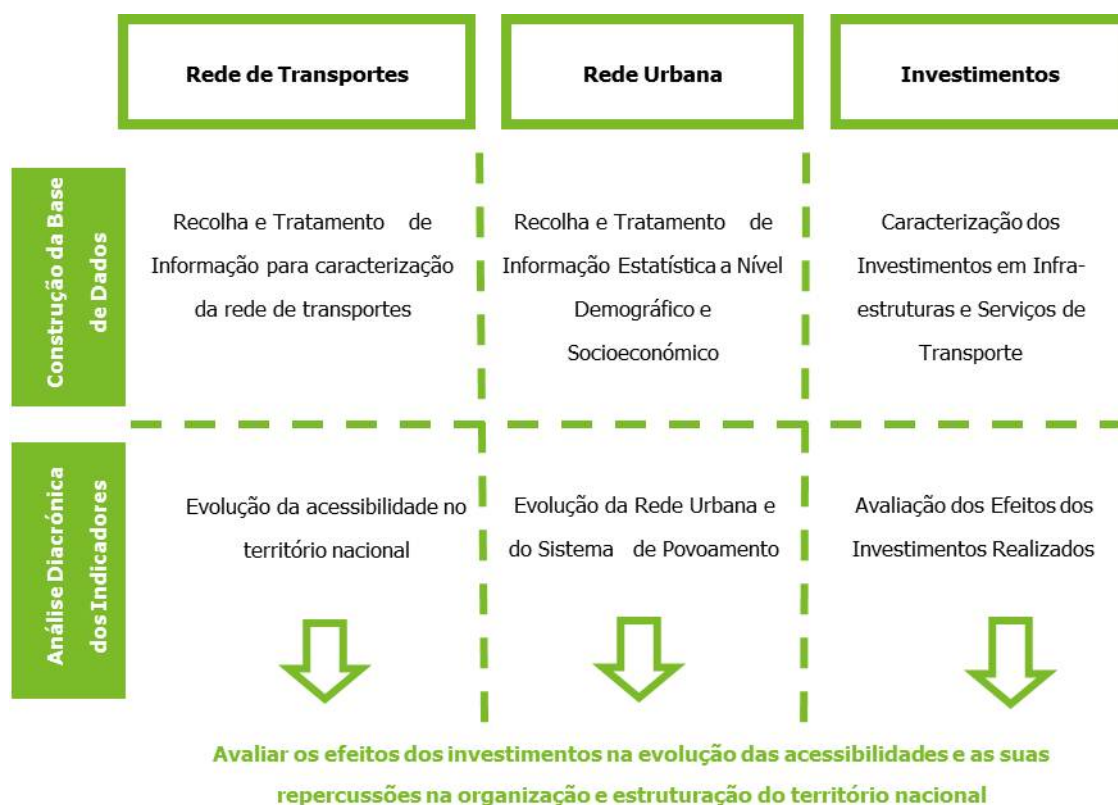 Rede de Transportes
Rede Urbana
Investimentos
Construção da Base
de Dados
Recolha e Tratamento de
Informação para caracterização
da rede de transportes
Recolha e Tratamento de
Informação Estatística a Nível
Demográfico e
Socioeconómico
Caracterização dos
Investimentos em Infra-
estruturas e Serviços de
Transporte
Análise Diacrónica
dos Indicadores
Evolução da acessibilidade no
território nacional
Evolução da Rede Urbana e
do Sistema de Povoamento
Avaliação dos Efeitos dos
Investimentos Realizados
Avaliar os efeitos dos investimentos na evolução das acessibilidades e as suas
repercussões na organização e estruturação do território nacional